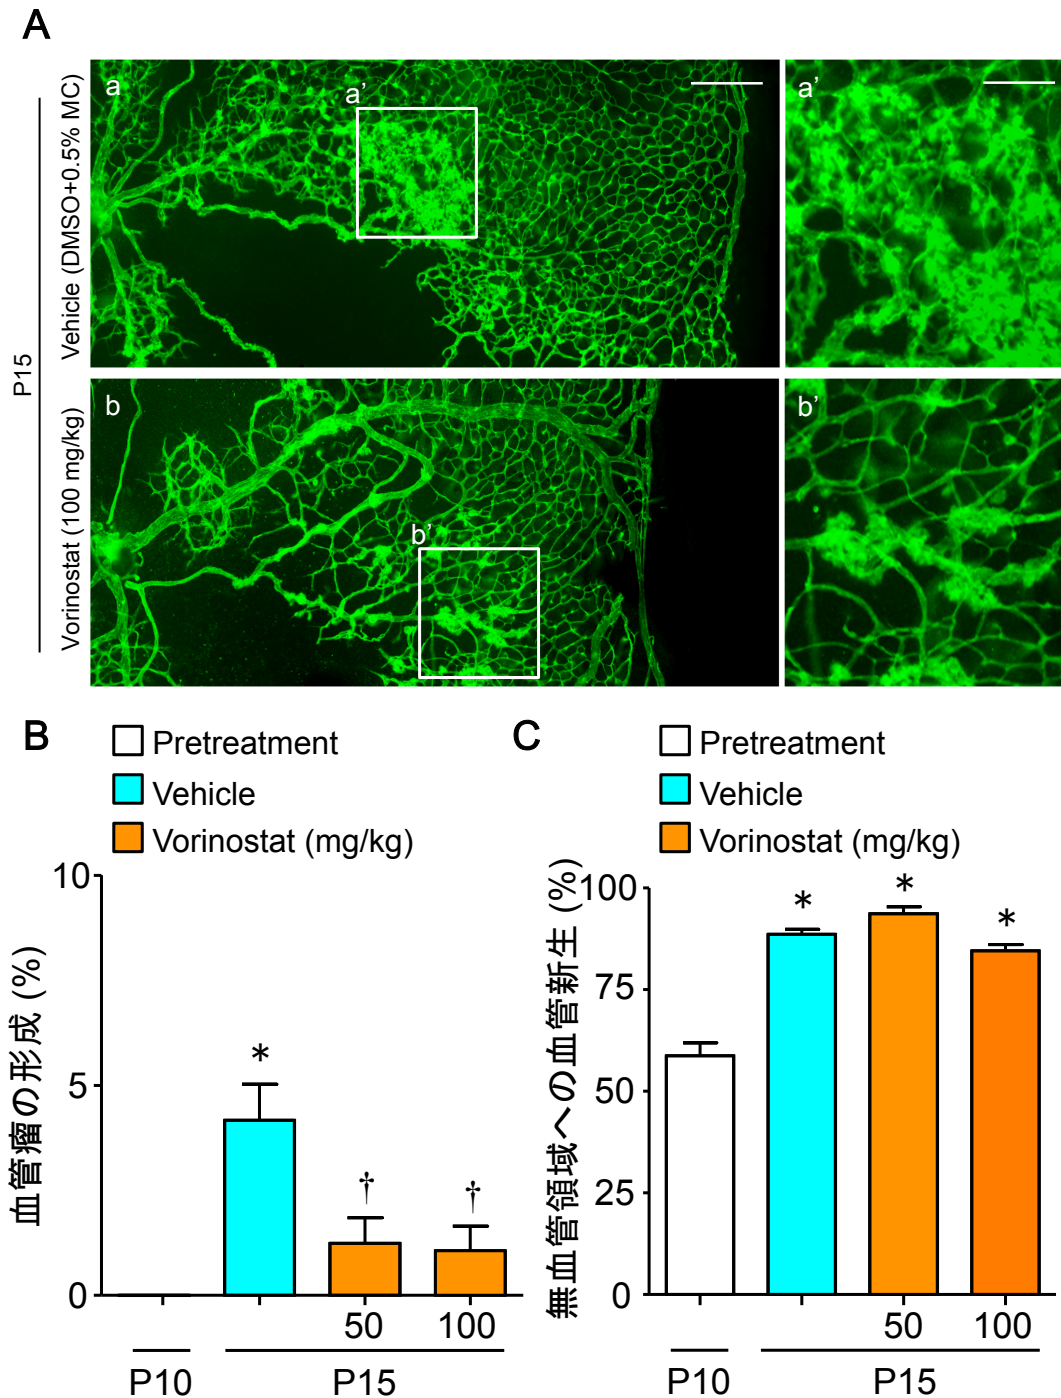 A
P15
Vehicle (DMSO+0.5% MC)
a
a’
a’
Vorinostat (100 mg/kg)
b
b’
b’
B
Pretreatment
Vehicle
Vorinostat (mg/kg)
血管瘤の形成 (%)
10
5
0
*
†
†
50
100
P10
P15
C
Pretreatment
Vehicle
Vorinostat (mg/kg)
無血管領域への血管新生 (%)
100
75
50
25
0
*
*
*
50
100
P10
P15